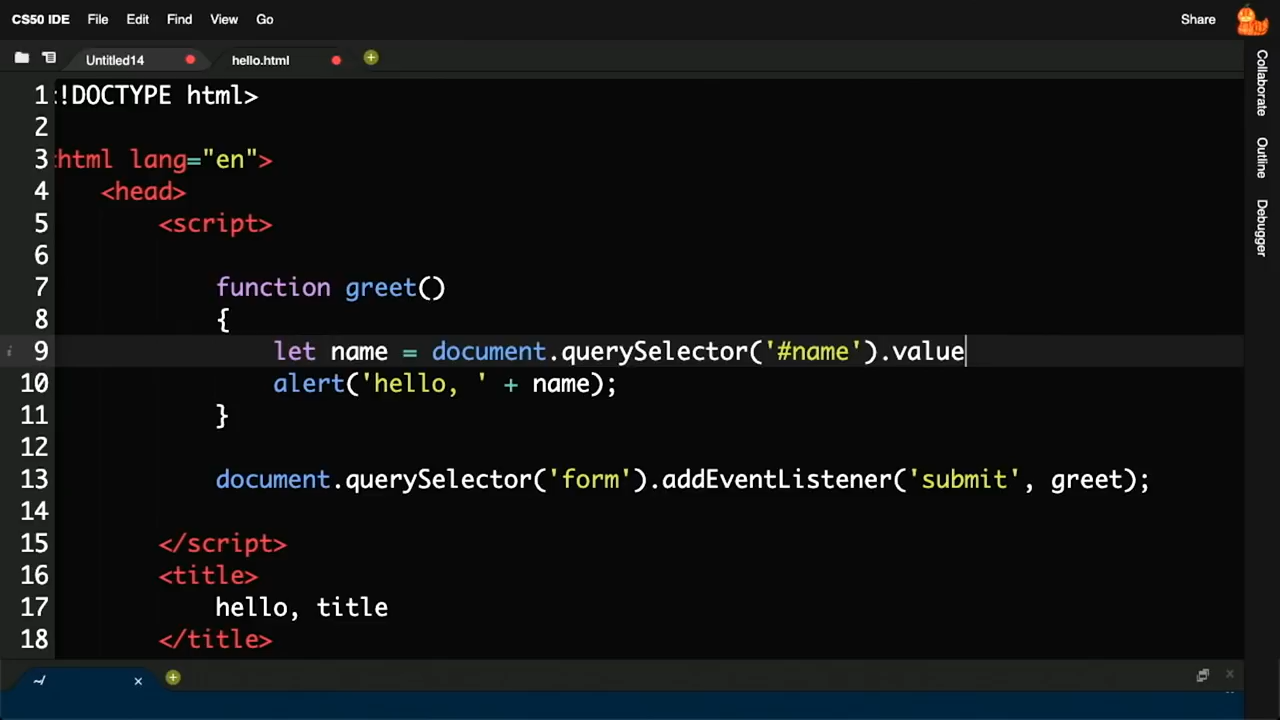 CS50 IDE File Edit Find View Go Share
Untitled14 hello.html
1 !DOCTYPE html>
2
3 html lang="en">
4 <head>
5 <script>
6
7 function greet()
8 {
9 let name = document.querySelector('#name').value
10 alert('hello, ' + name);
11 }
12
13 document.querySelector('form').addEventListener('submit', greet);
14
15 </script>
16 <title>
17 hello, title
18 </title>
Collaborate
Outline
Debugger
~/